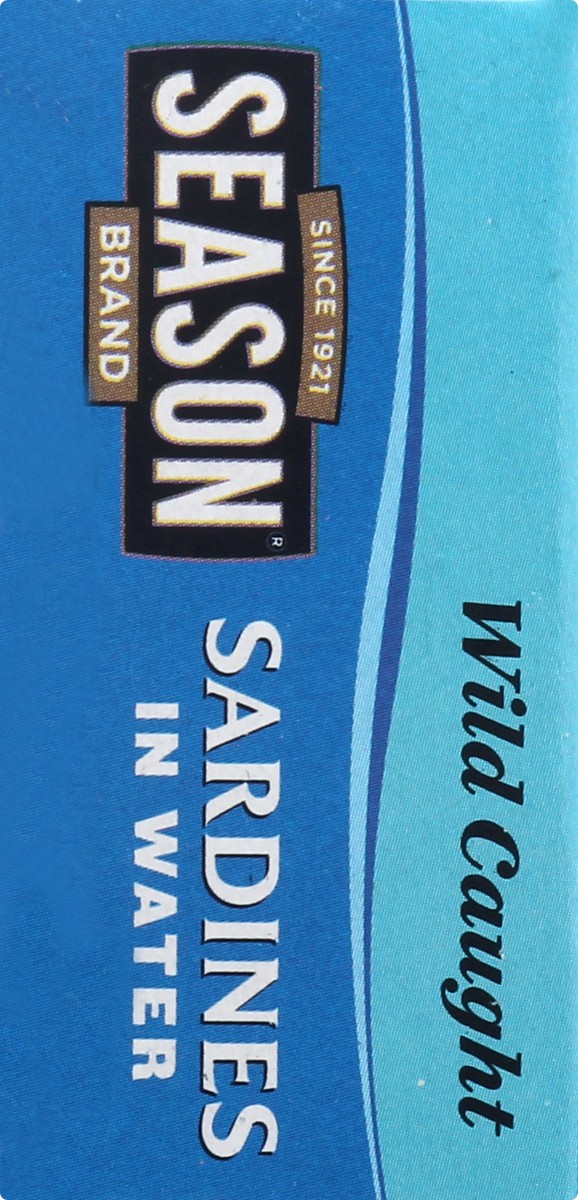 Wild Caught
SINCE 1921
SEASON®
BRAND
SARDINES
IN WATER